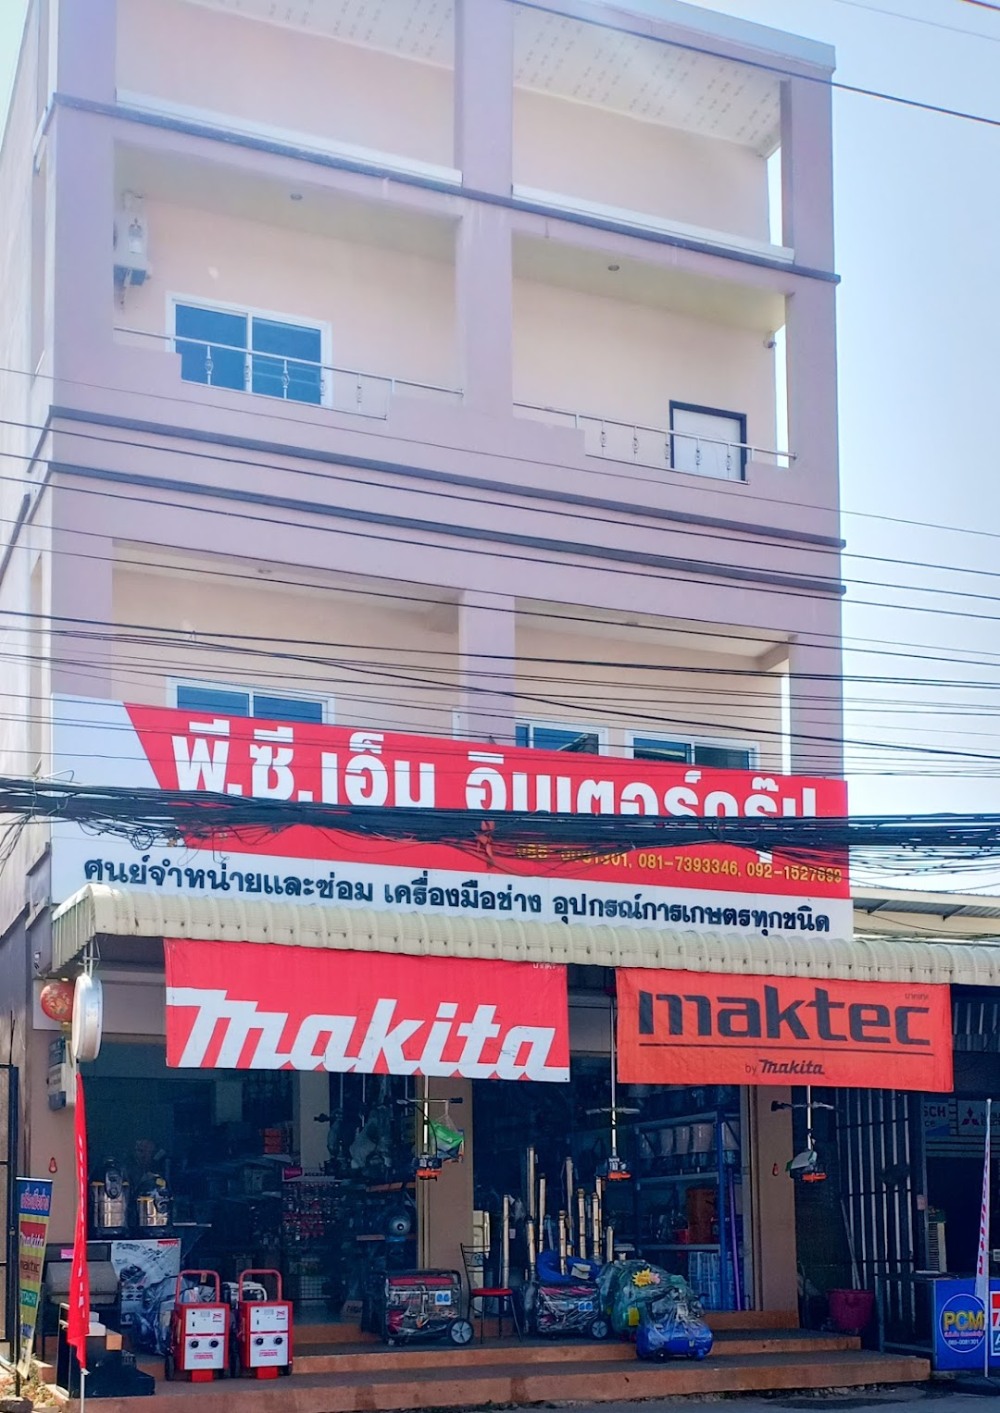 พี.ซี.เอ็น อินเตอร์กรุ๊ป
081-7393346, 092-1527699
ศูนย์จำหน่ายและซ่อม เครื่องมือช่าง อุปกรณ์การเกษตรทุกชนิด
makita
maktec
by makita
PCM